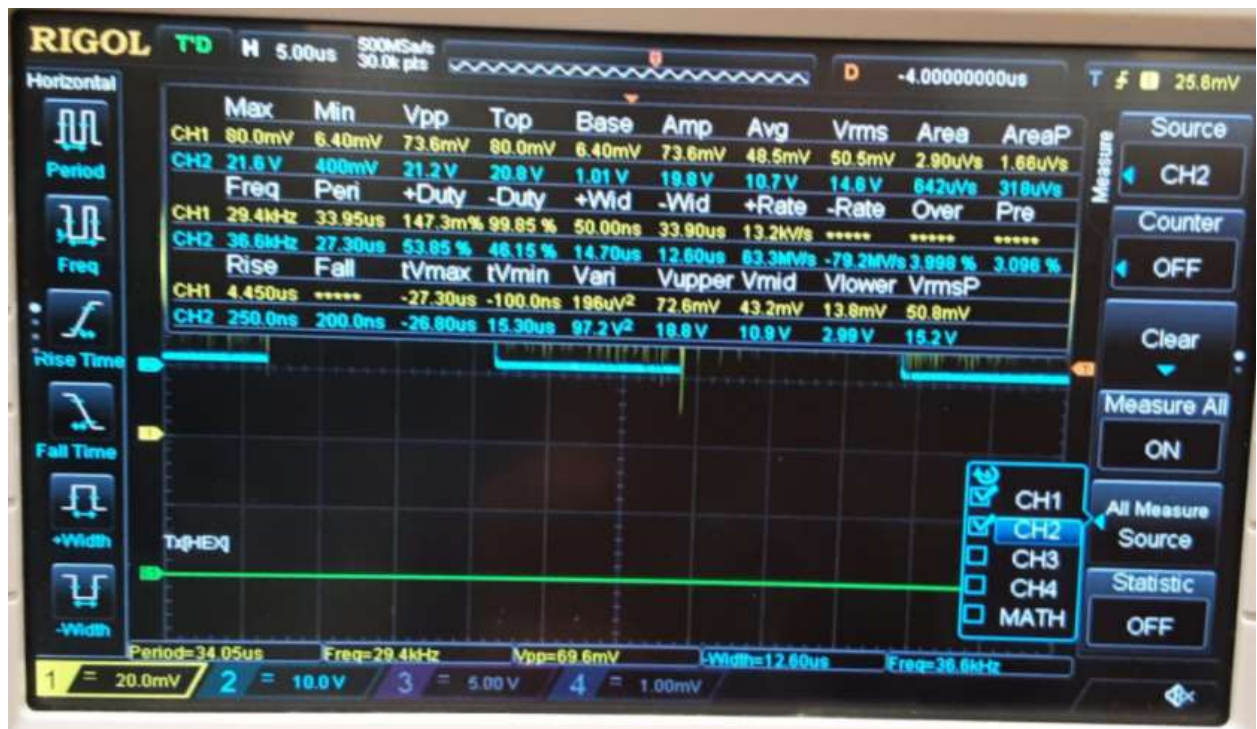 RIGOL T'D H 5.00us 500MSa/s 30.0k pts D -4.00000000us T 1 25.6mV
Horizontal
Period
Freq
Rise Time
Fall Time
+Width
-Width
Max Min Vpp Top Base Amp Avg Vrms Area AreaP
CH1 80.0mV 6.40mV 73.6mV 80.0mV 6.40mV 73.6mV 48.5mV 50.5mV 2.90uVs 1.66uVs
CH2 21.6 V 400mV 21.2 V 20.8 V 1.01 V 19.8 V 10.7 V 14.6 V 642uVs 318uVs
Freq Peri +Duty -Duty +Wid -Wid +Rate -Rate Over Pre
CH1 29.4kHz 33.95us 147.3m% 99.85 % 50.00ns 33.90us 13.2kV/s ***** ***** *****
CH2 36.6kHz 27.30us 53.85 % 46.15 % 14.70us 12.60us 63.3MV/s -79.2MV/s 3.998 % 3.096 %
Rise Fall tVmax tVmin Vari Vupper Vmid Vlower VrmsP
CH1 4.450us ***** -27.30us -100.0ns 196uV² 72.6mV 43.2mV 13.8mV 50.8mV
CH2 250.0ns 200.0ns -26.80us 15.30us 97.2 V² 18.8 V 10.9 V 2.99 V 15.2 V
Tx[HEX]
CH1
CH2
CH3
CH4
MATH
Measure
Source
CH2
Counter
OFF
Clear
Measure All
ON
All Measure
Source
Statistic
OFF
Period=34.05us Freq=29.4kHz Vpp=69.6mV -Width=12.60us Freq=36.6kHz
1 = 20.0mV 2 = 10.0 V 3 = 5.00 V 4 = 1.00mV